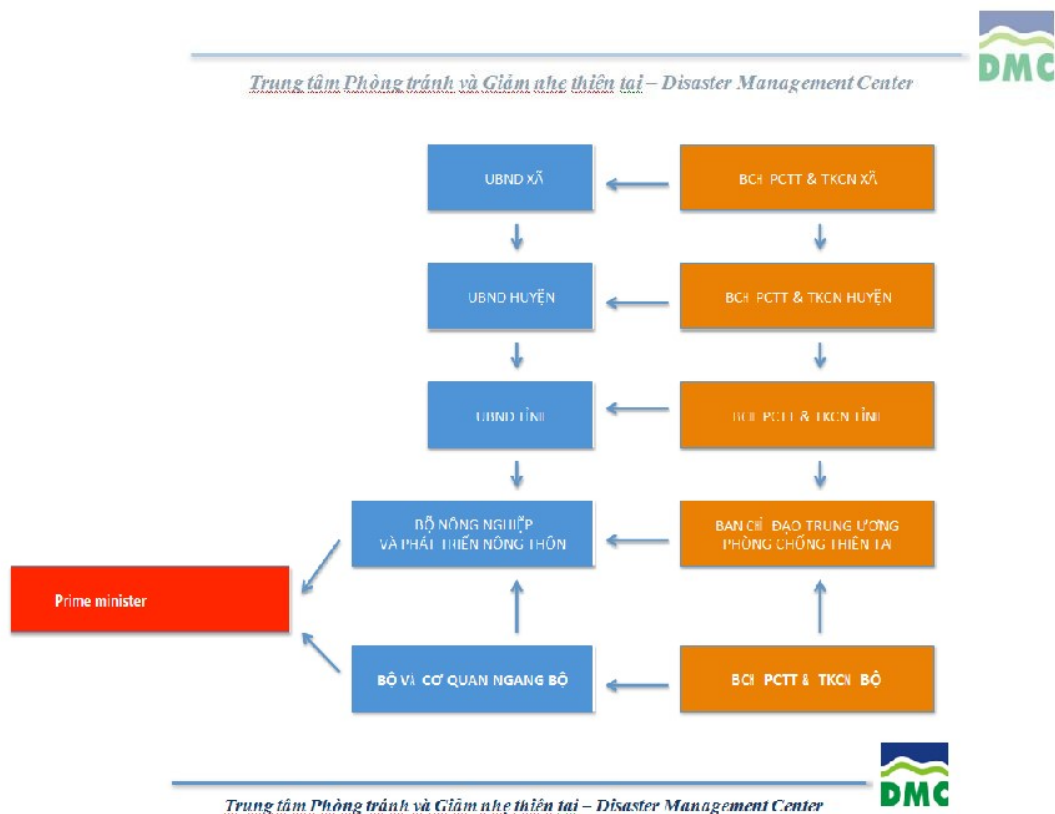 DMC
Trung tâm Phòng tránh và Giảm nhẹ thiên tai – Disaster Management Center
UBND XÃ
BCH PCTT & TKCN XÃ
UBND HUYỆN
BCH PCTT & TKCN HUYỆN
UBND TỈNH
BCH PCTT & TKCN TỈNH
BỘ NÔNG NGHIỆP
VÀ PHÁT TRIỂN NÔNG THÔN
BAN CHỈ ĐẠO TRUNG ƯƠNG
PHÒNG CHỐNG THIÊN TAI
Prime minister
BỘ VÀ CƠ QUAN NGANG BỘ
BCH PCTT & TKCN BỘ
DMC
Trung tâm Phòng tránh và Giảm nhẹ thiên tai – Disaster Management Center